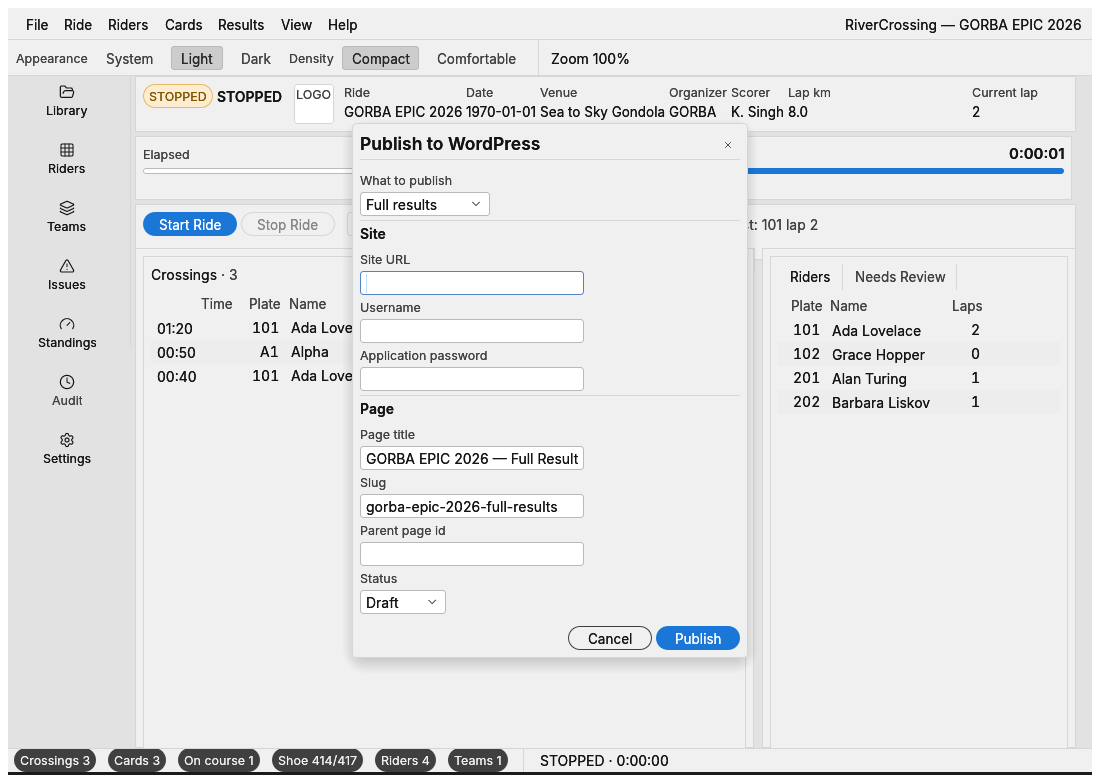 File Ride Riders Cards Results View Help RiverCrossing — GORBA EPIC 2026
Appearance System Light Dark Density Compact Comfortable Zoom 100%
Library
Riders
Teams
Issues
Standings
Audit
Settings
STOPPED STOPPED LOGO
Ride Date Venue Organizer Scorer Lap km Current lap
GORBA EPIC 2026 1970-01-01 Sea to Sky Gondola GORBA K. Singh 8.0 2
Elapsed 0:00:01
Start Ride Stop Ride t: 101 lap 2
Crossings · 3
Time Plate Name
01:20 101 Ada Love
00:50 A1 Alpha
00:40 101 Ada Love
Publish to WordPress ×
What to publish
Full results
Site
Site URL
Username
Application password
Page
Page title
GORBA EPIC 2026 — Full Result
Slug
gorba-epic-2026-full-results
Parent page id
Status
Draft
Cancel Publish
Riders Needs Review
Plate Name Laps
101 Ada Lovelace 2
102 Grace Hopper 0
201 Alan Turing 1
202 Barbara Liskov 1
Crossings 3 Cards 3 On course 1 Shoe 414/417 Riders 4 Teams 1 STOPPED · 0:00:00